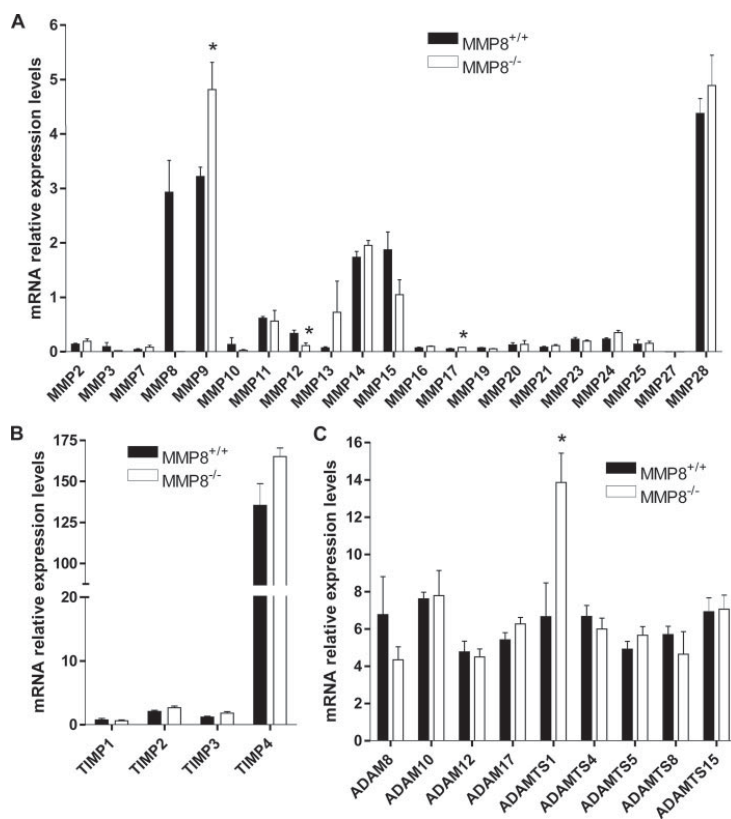 A
mRNA relative expression levels
6
5
4
3
2
1
0
MMP8+/+
MMP8-/-
*
*
*
MMP2
MMP3
MMP7
MMP8
MMP9
MMP10
MMP11
MMP12
MMP13
MMP14
MMP15
MMP16
MMP17
MMP19
MMP20
MMP21
MMP23
MMP24
MMP25
MMP27
MMP28
B
mRNA relative expression levels
175
150
125
100
20
10
0
MMP8+/+
MMP8-/-
TIMP1
TIMP2
TIMP3
TIMP4
C
mRNA relative expression levels
16
14
12
10
8
6
4
2
0
*
MMP8+/+
MMP8-/-
ADAM8
ADAM10
ADAM12
ADAM17
ADAMTS1
ADAMTS4
ADAMTS5
ADAMTS8
ADAMTS15